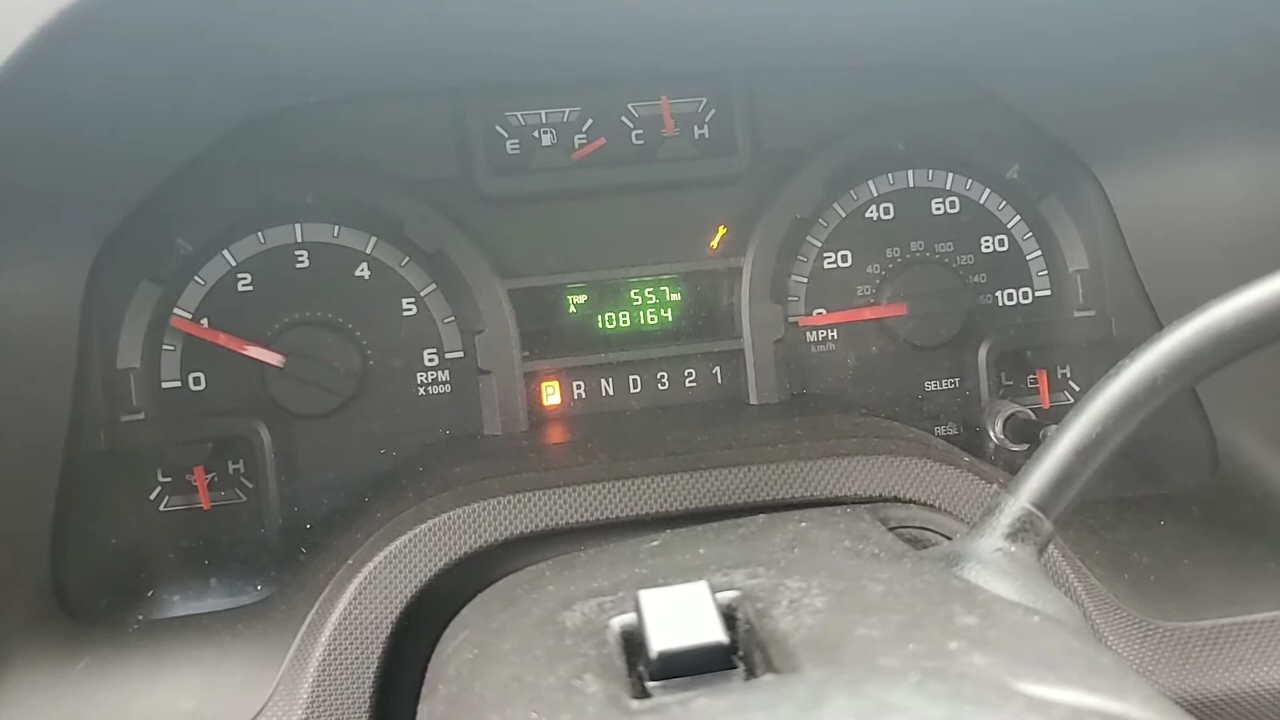 E F
C H
0 1 2 3 4 5 6
RPM
X1000
TRIP 55.7mi
A
108164
P R N D 3 2 1
0 20 40 60 80 100
20 40 60 80 100 120 140
MPH
km/h
SELECT
RESET
L H
L H